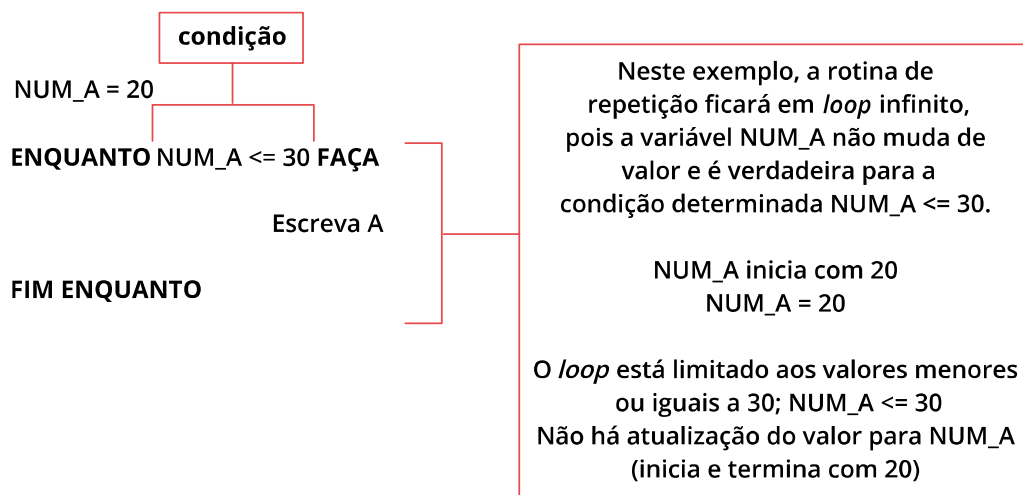 condição
NUM_A = 20
ENQUANTO NUM_A <= 30 FAÇA
Escreva A
FIM ENQUANTO
Neste exemplo, a rotina de
repetição ficará em loop infinito,
pois a variável NUM_A não muda de
valor e é verdadeira para a
condição determinada NUM_A <= 30.
NUM_A inicia com 20
NUM_A = 20
O loop está limitado aos valores menores
ou iguais a 30; NUM_A <= 30
Não há atualização do valor para NUM_A
(inicia e termina com 20)